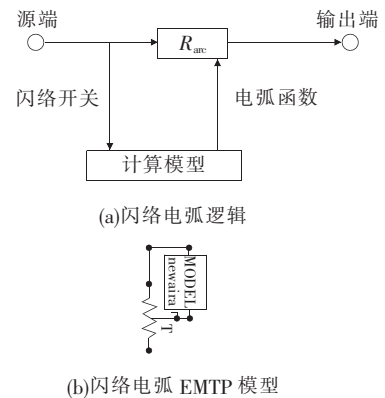 源端
输出端
Rarc
闪络开关
电弧函数
计算模型
(a)闪络电弧逻辑
MODEL
newaira
T
(b)闪络电弧 EMTP 模型